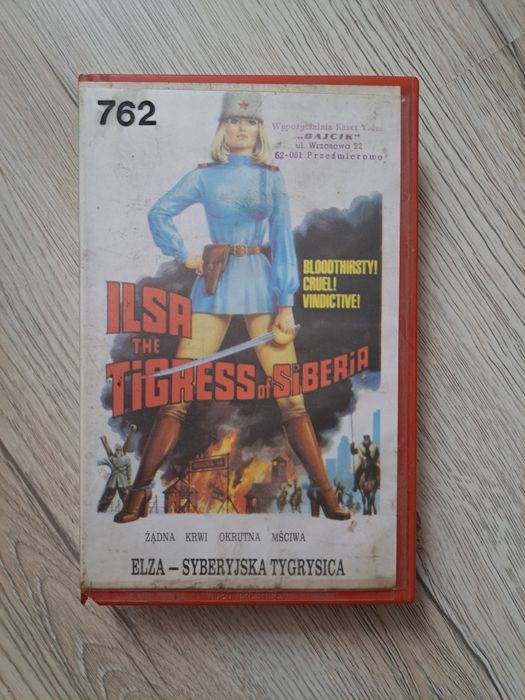 762
Wypożyczalnia Kaset Video
„BAJCIK"
ul. Wrzosowa 22
62-081 Przeźmierowo
BLOODTHIRSTY!
CRUEL!
VINDICTIVE!
ILSA
THE
TIGRESS of SIBERIA
ŻĄDNA KRWI OKRUTNA MŚCIWA
ELZA – SYBERYJSKA TYGRYSICA